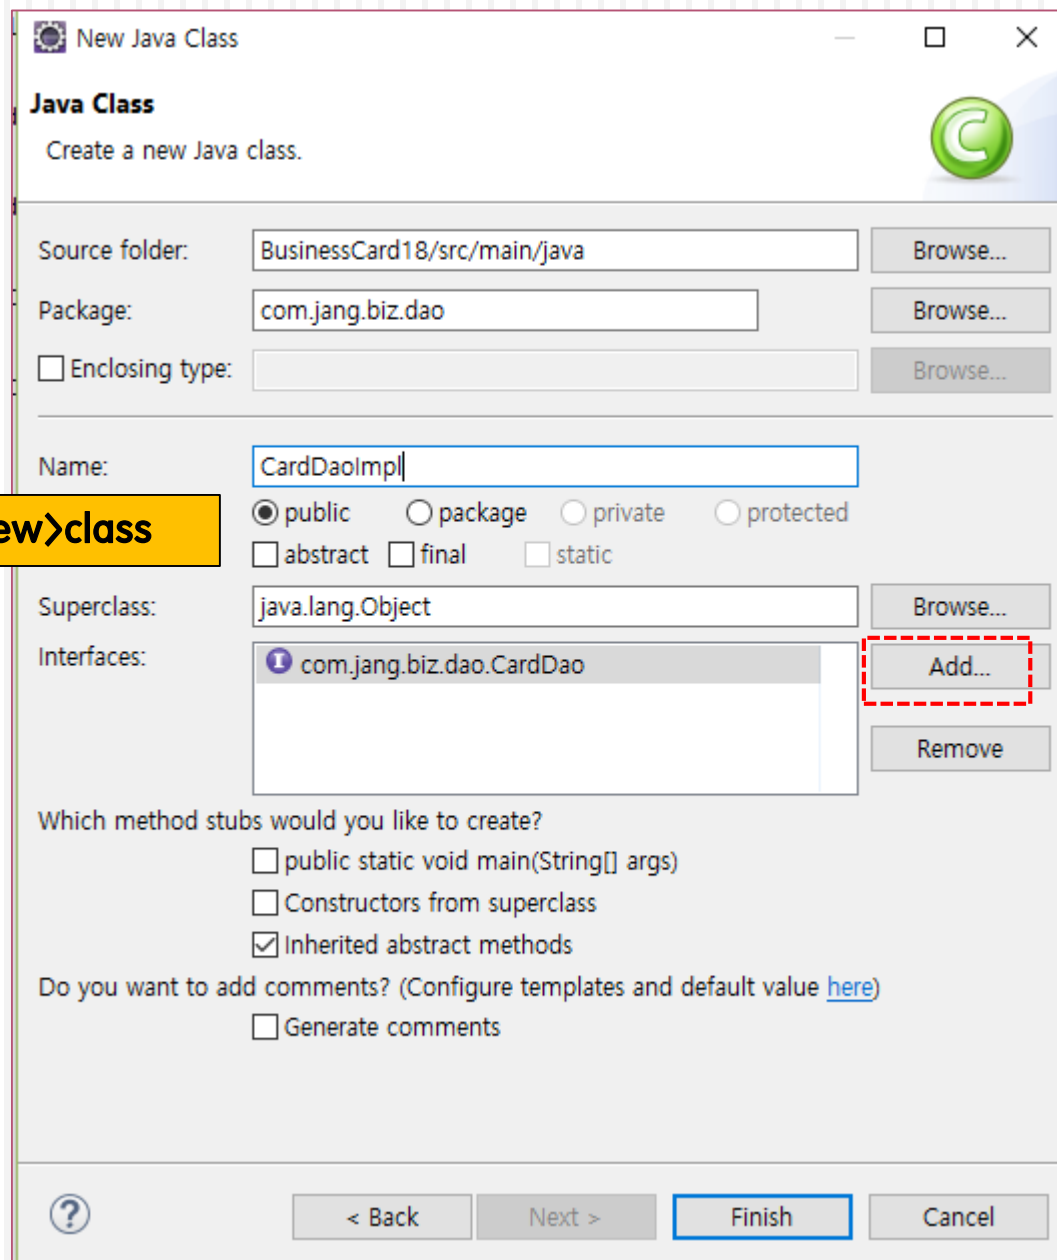 New Java Class
Java Class
Create a new Java class.
Source folder: BusinessCard18/src/main/java Browse...
Package: com.jang.biz.dao Browse...
Enclosing type: Browse...
Name: CardDaoImpl
ew>class
public package private protected
abstract final static
Superclass: java.lang.Object Browse...
Interfaces: com.jang.biz.dao.CardDao Add...
Remove
Which method stubs would you like to create?
public static void main(String[] args)
Constructors from superclass
Inherited abstract methods
Do you want to add comments? (Configure templates and default value here)
Generate comments
? < Back Next > Finish Cancel